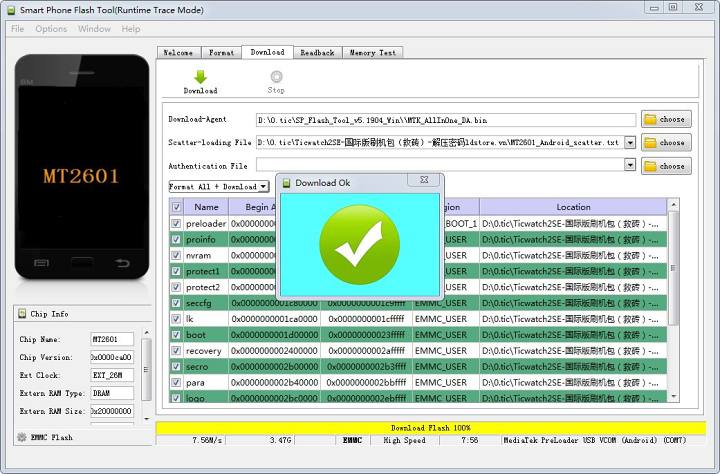 Smart Phone Flash Tool(Runtime Trace Mode)
File Options Window Help
Welcome Format Download Readback Memory Test
Download Stop
Download-Agent D:\0.tic\SP_Flash_Tool_v5.1904_Win\\MTK_AllInOne_DA.bin choose
Scatter-loading File D:\0.tic\Ticwatch2SE-国际版刷机包（救砖）-解压密码ldstore.vn\MT2601_Android_scatter.txt choose
Authentication File choose
Format All + Download
Download Ok
BM
MT2601
Name Begin A gion Location
preloader 0x0000000 _BOOT_1 D:\0.tic\Ticwatch2SE-国际版刷机包（救砖）-...
proinfo 0x0000000 _USER D:\0.tic\Ticwatch2SE-国际版刷机包（救砖）-...
nvram 0x0000000 _USER D:\0.tic\Ticwatch2SE-国际版刷机包（救砖）-...
protect1 0x0000000 _USER D:\0.tic\Ticwatch2SE-国际版刷机包（救砖）-...
protect2 0x0000000 _USER D:\0.tic\Ticwatch2SE-国际版刷机包（救砖）-...
seccfg 0x0000000001c80000 0x0000000001c9ffff EMMC_USER D:\0.tic\Ticwatch2SE-国际版刷机包（救砖）-...
lk 0x0000000001ca0000 0x0000000001cfffff EMMC_USER D:\0.tic\Ticwatch2SE-国际版刷机包（救砖）-...
boot 0x0000000001d00000 0x00000000023fffff EMMC_USER D:\0.tic\Ticwatch2SE-国际版刷机包（救砖）-...
recovery 0x0000000002400000 0x0000000002afffff EMMC_USER D:\0.tic\Ticwatch2SE-国际版刷机包（救砖）-...
secro 0x0000000002b00000 0x0000000002b3ffff EMMC_USER D:\0.tic\Ticwatch2SE-国际版刷机包（救砖）-...
para 0x0000000002b40000 0x0000000002bbffff EMMC_USER D:\0.tic\Ticwatch2SE-国际版刷机包（救砖）-...
logo 0x0000000002bc0000 0x0000000002ebffff EMMC_USER D:\0.tic\Ticwatch2SE-国际版刷机包（救砖）-...
Chip Info
Chip Name: MT2601
Chip Version: 0x0000ca00
Ext Clock: EXT_26M
Extern RAM Type: DRAM
Extern RAM Size: 0x20000000
EMMC Flash
Download Flash 100%
7.56M/s 3.47G EMMC High Speed 7:56 MediaTek PreLoader USB VCOM (Android) (COM7)